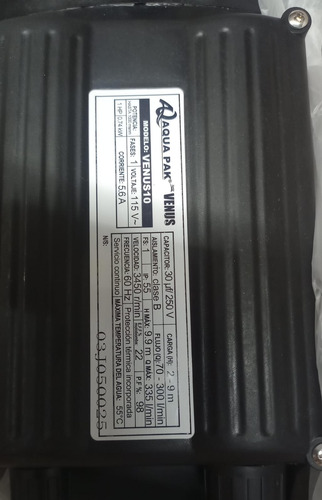 AQUA PAK VENUS
MODELO: VENUS10
POTENCIA: 1 HP | 0.74 kW
FASES: 1 VOLTAJE: 115 V~
CORRIENTE: 5.6 A
CAPACITOR: 30 µf/ 250 V
AISLAMIENTO: clase B
FS: 1 IP: 55
VELOCIDAD: 3450 r/min
FRECUENCIA: 60 Hz
CARGA (H): 2 - 9 m
FLUJO (Q): 70 - 300 l/min
H MAX: 9.9 m Q MAX: 335 l/min
22 P.F.%: 98
Protección térmica incorporada
Servicio continuo MÁXIMA TEMPERATURA DEL AGUA: 55°C
N/S:
03J050025